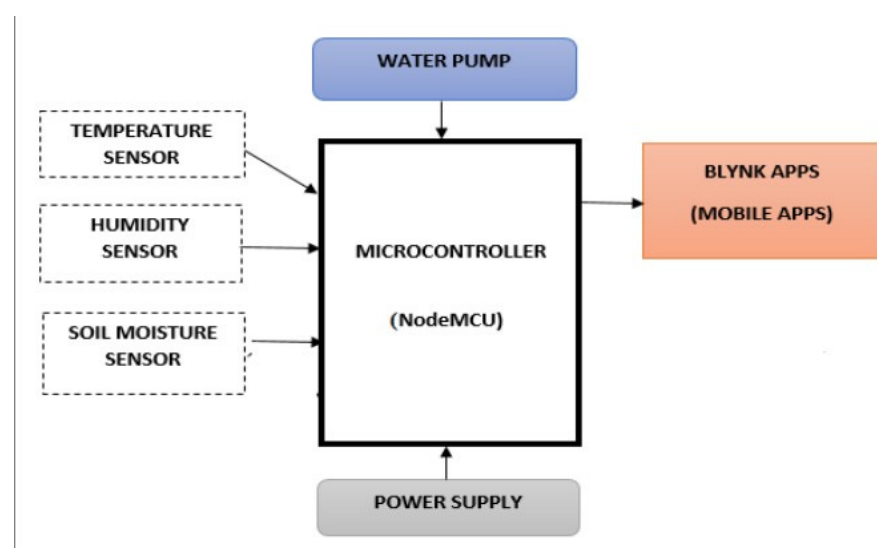 WATER PUMP
TEMPERATURE
SENSOR
HUMIDITY
SENSOR
SOIL MOISTURE
SENSOR
MICROCONTROLLER
(NodeMCU)
BLYNK APPS
(MOBILE APPS)
POWER SUPPLY